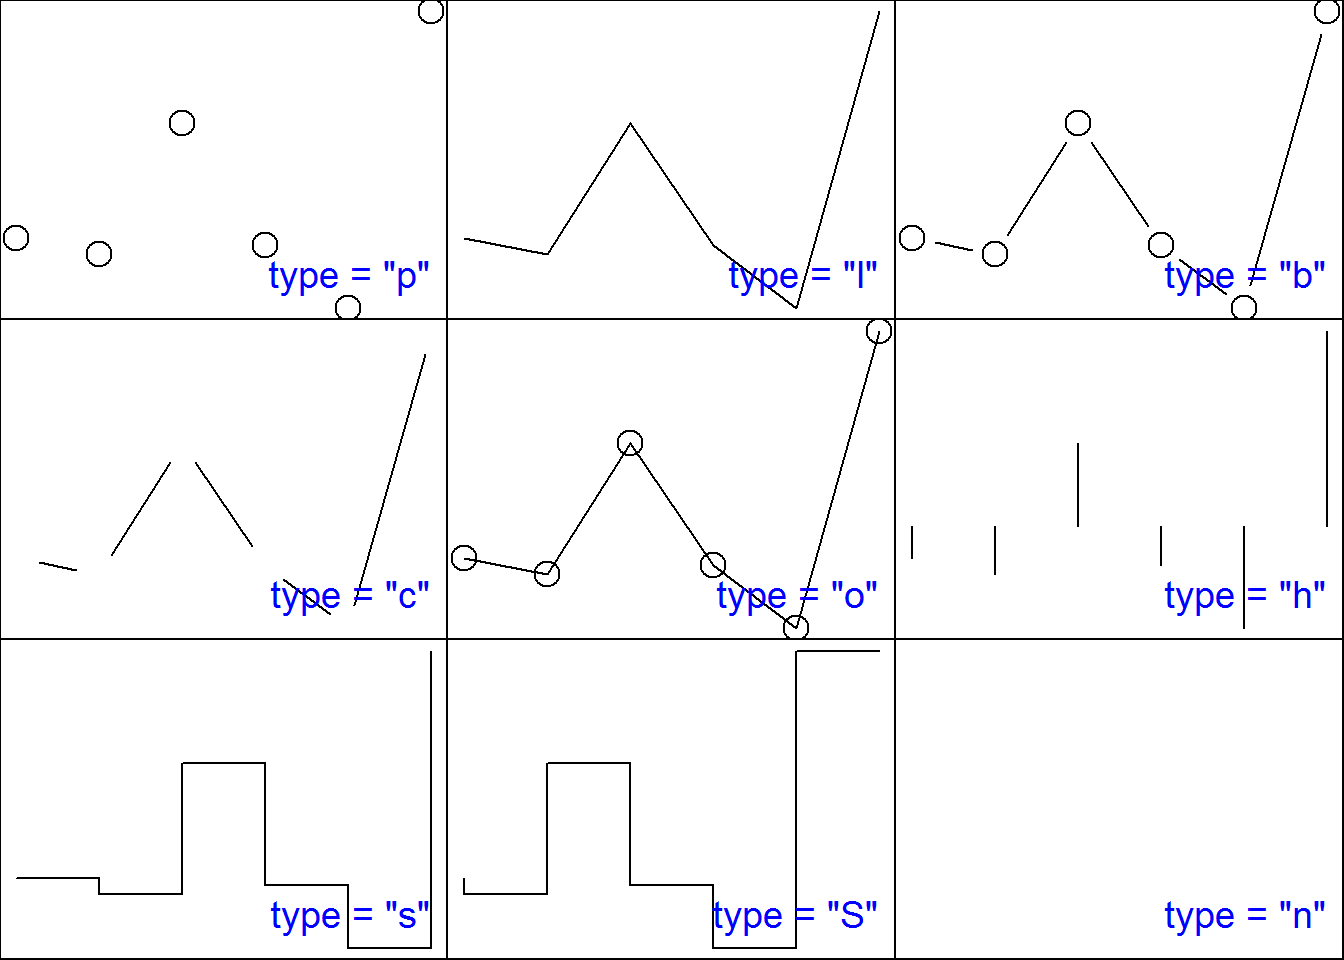 type = "p"
type = "l"
type = "b"
type = "c"
type = "o"
type = "h"
type = "s"
type = "S"
type = "n"